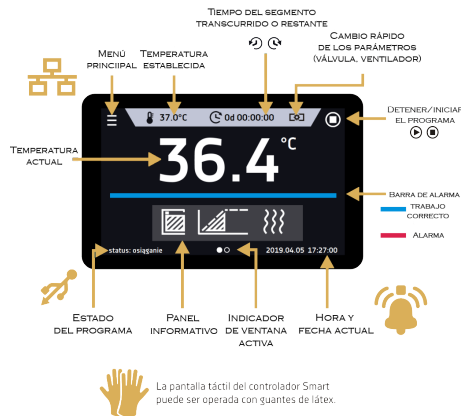 TIEMPO DEL SEGMENTO
TRANSCURRIDO O RESTANTE
MENÚ
PRINCIIPAL
TEMPERATURA
ESTABLECIDA
CAMBIO RÁPIDO
DE LOS PARÁMETROS
(VÁLVULA. VENTILADOR)
37.0°C
0d 00:00:00
DETENER/INICIAR
EL PROGRAMA
TEMPERATURA
ACTUAL
36.4°C
BARRA DE ALARMA
TRABAJO
CORRECTO
ALARMA
status: osiąganie
2019.04.05 17:27:00
ESTADO
DEL PROGRAMA
PANEL
INFORMATIVO
INDICADOR
DE VENTANA
ACTIVA
HORA Y
FECHA ACTUAL
La pantalla táctil del controlador Smart
puede ser operada con guantes de látex.